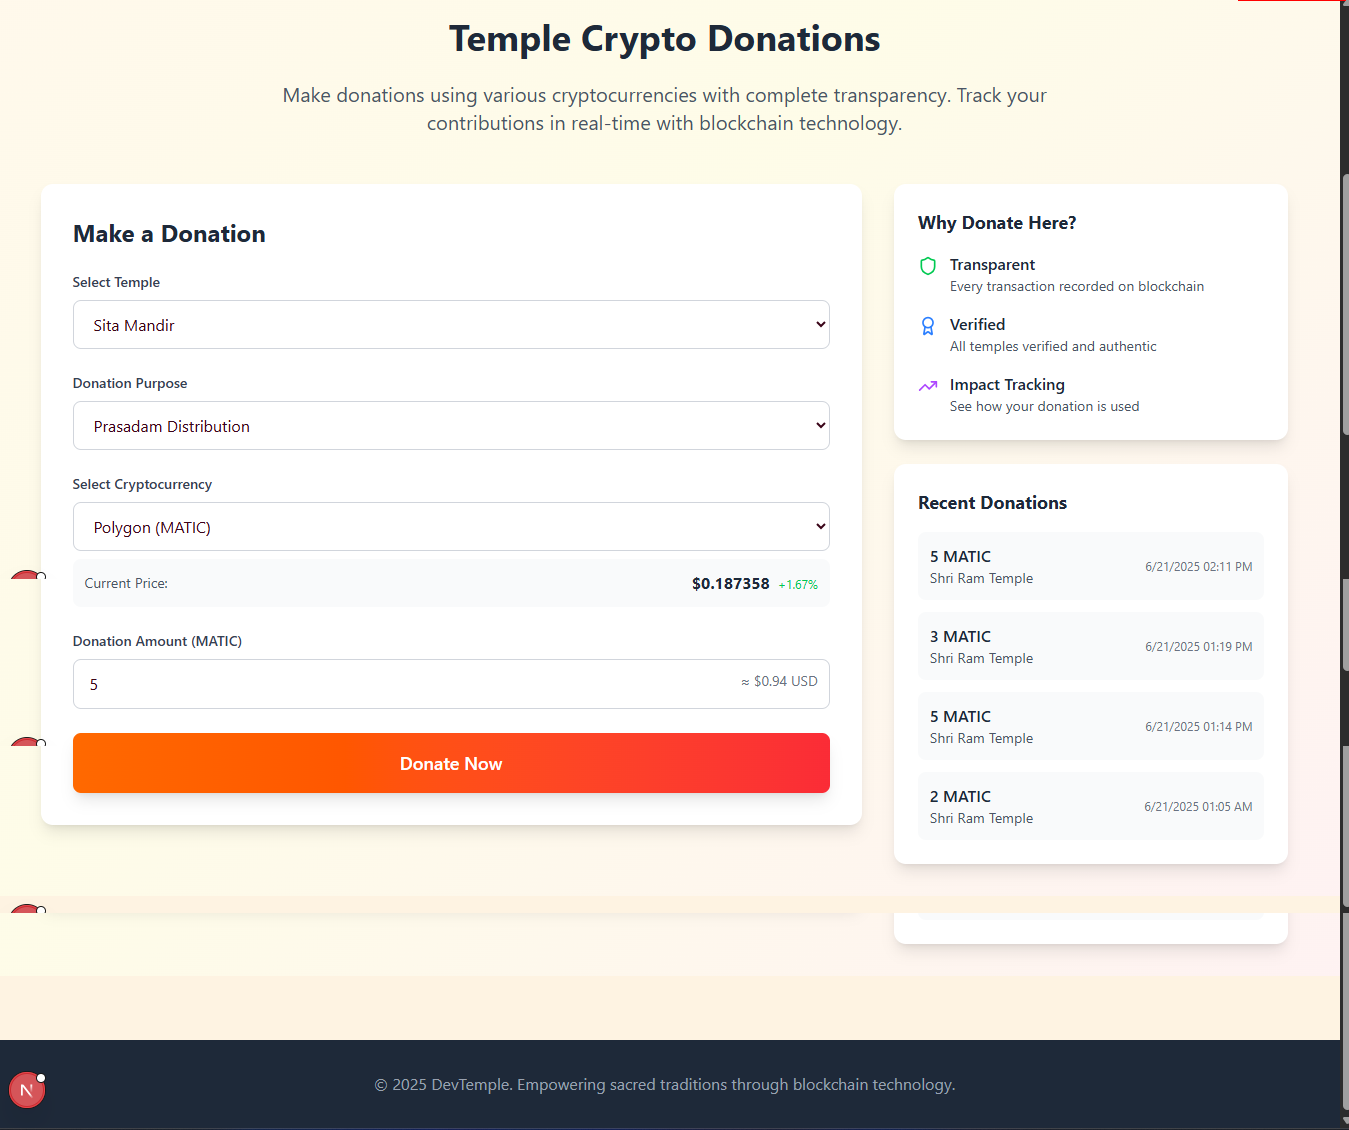 Temple Crypto Donations
Make donations using various cryptocurrencies with complete transparency. Track your
contributions in real-time with blockchain technology.
Make a Donation
Select Temple
Sita Mandir
Donation Purpose
Prasadam Distribution
Select Cryptocurrency
Polygon (MATIC)
Current Price: $0.187358 +1.67%
Donation Amount (MATIC)
5 ≈ $0.94 USD
Donate Now
Why Donate Here?
Transparent
Every transaction recorded on blockchain
Verified
All temples verified and authentic
Impact Tracking
See how your donation is used
Recent Donations
5 MATIC
Shri Ram Temple
6/21/2025 02:11 PM
3 MATIC
Shri Ram Temple
6/21/2025 01:19 PM
5 MATIC
Shri Ram Temple
6/21/2025 01:14 PM
2 MATIC
Shri Ram Temple
6/21/2025 01:05 AM
N
© 2025 DevTemple. Empowering sacred traditions through blockchain technology.